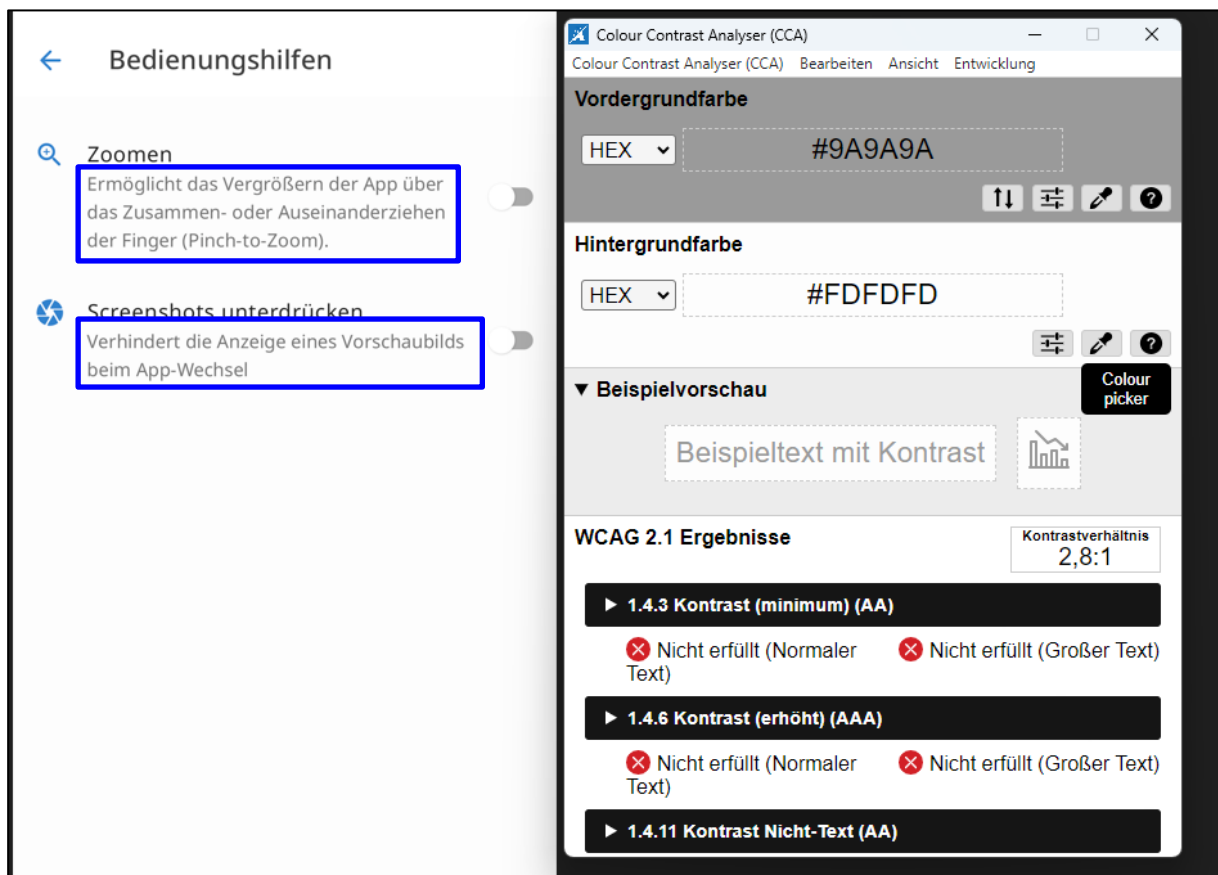 Bedienungshilfen
Zoomen
Ermöglicht das Vergrößern der App über
das Zusammen- oder Auseinanderziehen
der Finger (Pinch-to-Zoom).
Screenshots unterdrücken
Verhindert die Anzeige eines Vorschaubilds
beim App-Wechsel
Colour Contrast Analyser (CCA)
Colour Contrast Analyser (CCA) Bearbeiten Ansicht Entwicklung
Vordergrundfarbe
HEX #9A9A9A
Hintergrundfarbe
HEX #FDFDFD
Colour
picker
Beispielvorschau
Beispieltext mit Kontrast
WCAG 2.1 Ergebnisse
Kontrastverhältnis
2,8:1
1.4.3 Kontrast (minimum) (AA)
Nicht erfüllt (Normaler
Text)
Nicht erfüllt (Großer Text)
1.4.6 Kontrast (erhöht) (AAA)
Nicht erfüllt (Normaler
Text)
Nicht erfüllt (Großer Text)
1.4.11 Kontrast Nicht-Text (AA)